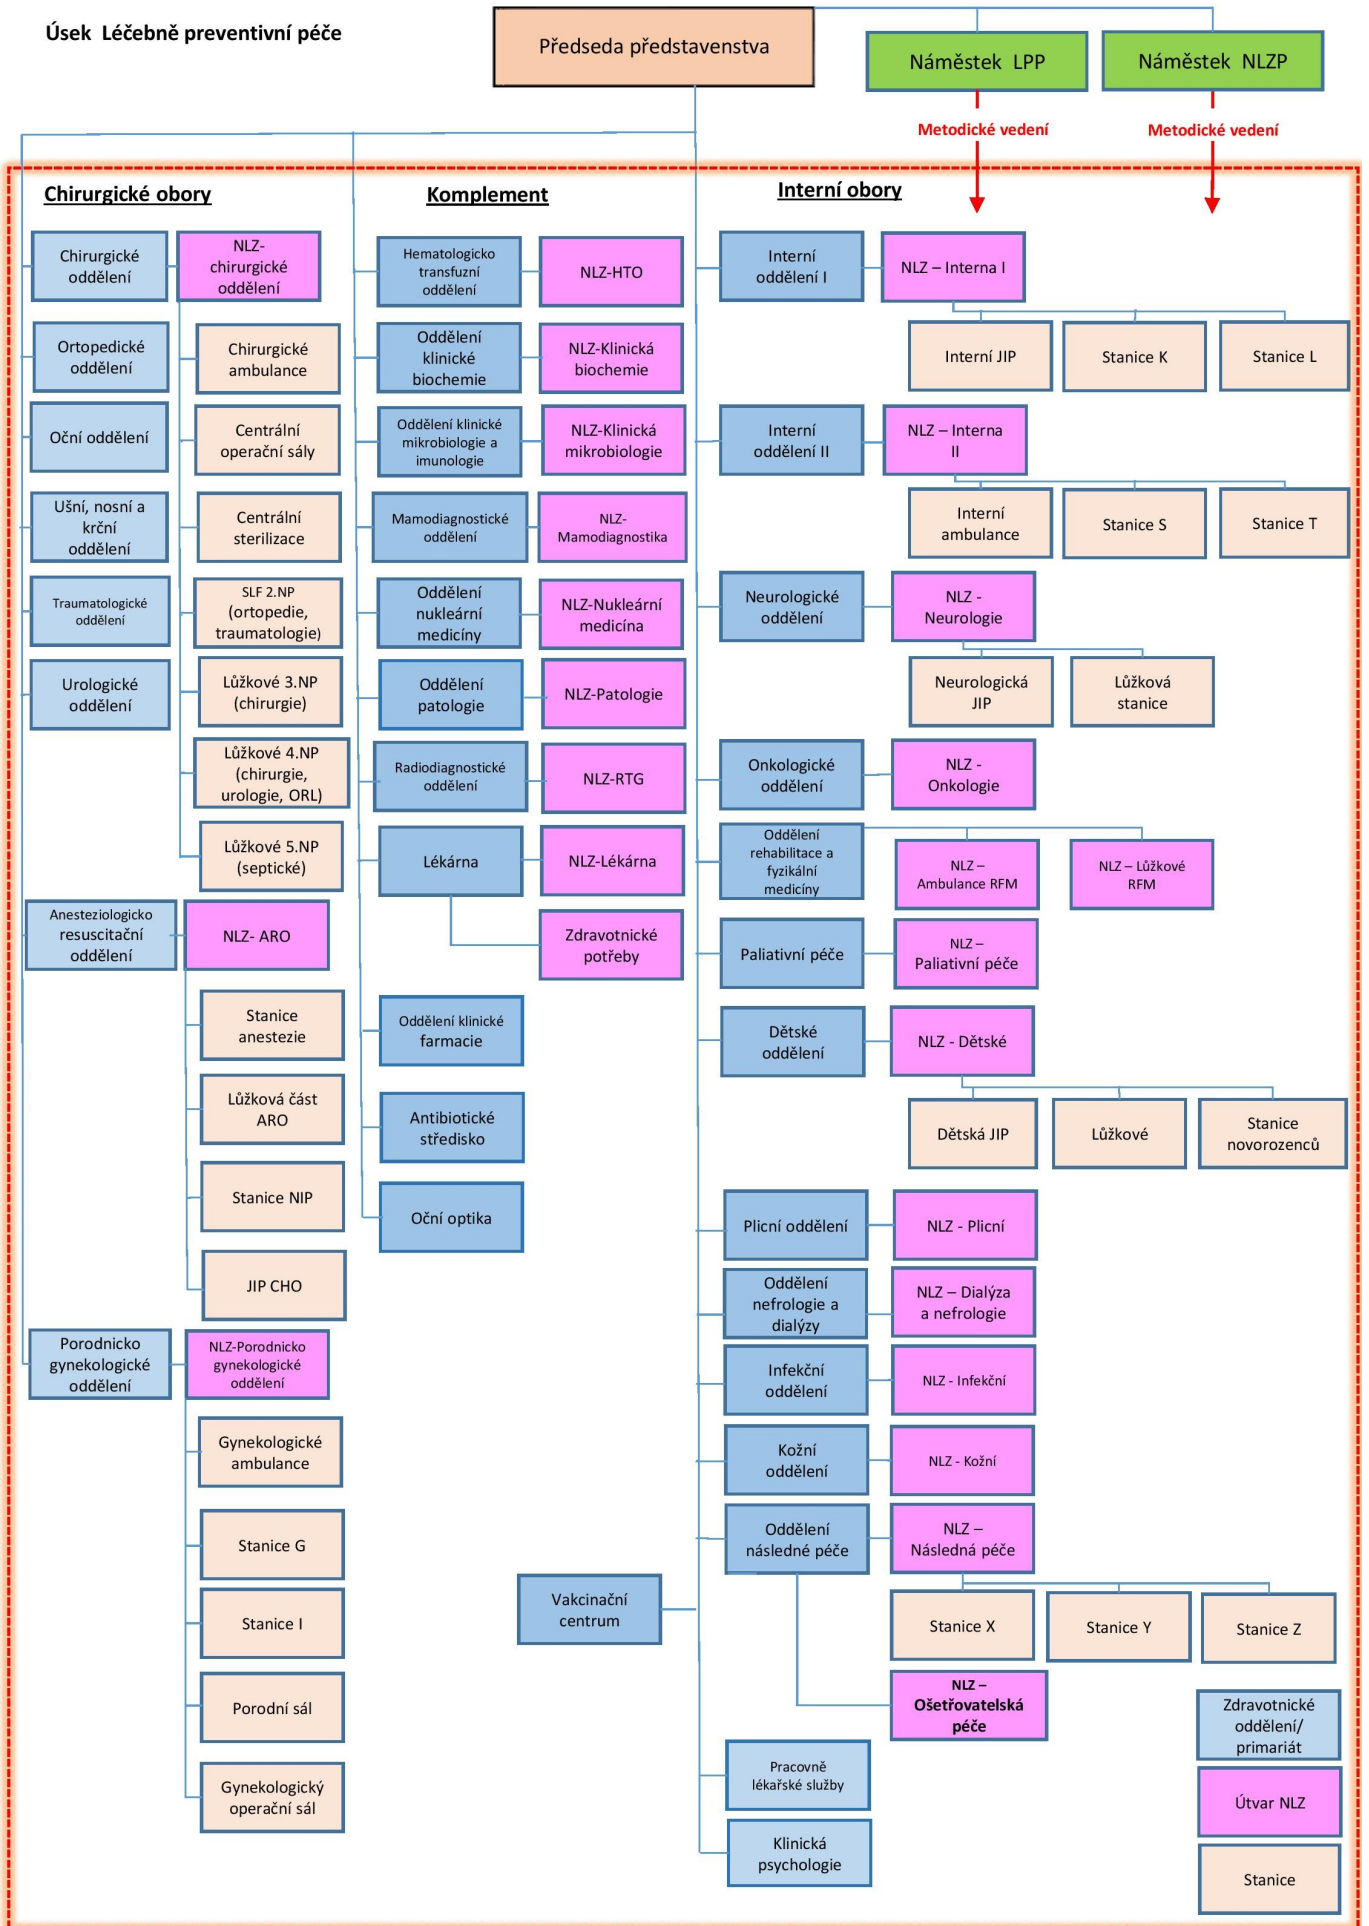 Úsek Léčebně preventivní péče
Předseda představenstva
Náměstek LPP
Náměstek NLZP
Metodické vedení
Metodické vedení
Chirurgické obory
Chirurgické
oddělení
NLZ-
chirurgické
oddělení
Ortopedické
oddělení
Chirurgické
ambulance
Oční oddělení
Centrální
operační sály
Ušní, nosní a
krční
oddělení
Centrální
sterilizace
Traumatologické
oddělení
SLF 2.NP
(ortopedie,
traumatologie)
Urologické
oddělení
Lůžkové 3.NP
(chirurgie)
Lůžkové 4.NP
(chirurgie,
urologie, ORL)
Lůžkové 5.NP
(septické)
Anesteziologicko
resuscitační
oddělení
NLZ- ARO
Stanice
anestezie
Lůžková část
ARO
Stanice NIP
JIP CHO
Porodnicko
gynekologické
oddělení
NLZ-Porodnicko
gynekologické
oddělení
Gynekologické
ambulance
Stanice G
Stanice I
Porodní sál
Gynekologický
operační sál
Komplement
Hematologicko
transfuzní
oddělení
NLZ-HTO
Oddělení
klinické
biochemie
NLZ-Klinická
biochemie
Oddělení klinické
mikrobiologie a
imunologie
NLZ-Klinická
mikrobiologie
Mamodiagnostické
oddělení
NLZ-
Mamodiagnostika
Oddělení
nukleární
medicíny
NLZ-Nukleární
medicína
Oddělení
patologie
NLZ-Patologie
Radiodiagnostické
oddělení
NLZ-RTG
Lékárna
NLZ-Lékárna
Zdravotnické
potřeby
Oddělení klinické
farmacie
Antibiotické
středisko
Oční optika
Vakcinační
centrum
Interní obory
Interní
oddělení I
NLZ – Interna I
Interní JIP
Stanice K
Stanice L
Interní
oddělení II
NLZ – Interna
II
Interní
ambulance
Stanice S
Stanice T
Neurologické
oddělení
NLZ -
Neurologie
Neurologická
JIP
Lůžková
stanice
Onkologické
oddělení
NLZ -
Onkologie
Oddělení
rehabilitace a
fyzikální
medicíny
NLZ –
Ambulance RFM
NLZ – Lůžkové
RFM
Paliativní péče
NLZ –
Paliativní péče
Dětské
oddělení
NLZ - Dětské
Dětská JIP
Lůžkové
Stanice
novorozenců
Plicní oddělení
NLZ - Plicní
Oddělení
nefrologie a
dialýzy
NLZ – Dialýza
a nefrologie
Infekční
oddělení
NLZ - Infekční
Kožní
oddělení
NLZ - Kožní
Oddělení
následné péče
NLZ –
Následná péče
Stanice X
Stanice Y
Stanice Z
NLZ –
Ošetřovatelská
péče
Pracovně
lékařské služby
Klinická
psychologie
Zdravotnické
oddělení/
primariát
Útvar NLZ
Stanice